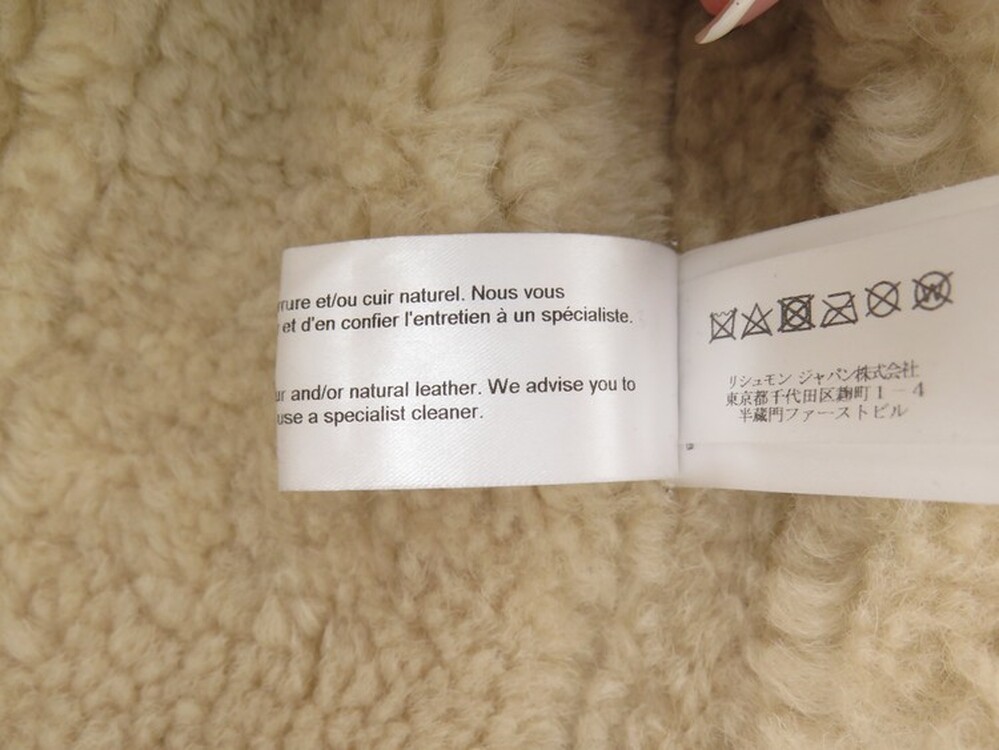 et/ou cuir naturel. Nous vous
et d'en confier l'entretien à un spécialiste.
and/or natural leather. We advise you to
use a specialist cleaner.
リシュモン ジャパン株式会社
東京都千代田区麹町1-4
半蔵門ファーストビル